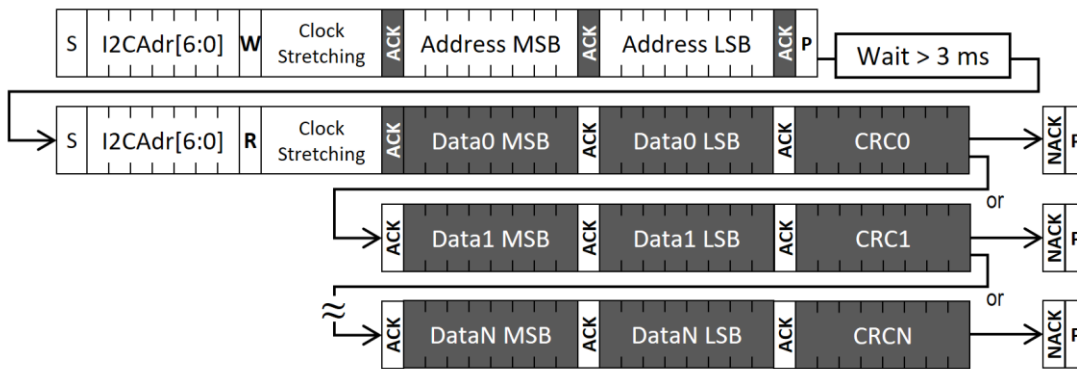 S I2CAdr[6:0] W Clock Stretching ACK Address MSB ACK Address LSB ACK P Wait > 3 ms
S I2CAdr[6:0] R Clock Stretching ACK Data0 MSB ACK Data0 LSB ACK CRC0 NACK P
or
ACK Data1 MSB ACK Data1 LSB ACK CRC1 NACK P
or
ACK DataN MSB ACK DataN LSB ACK CRCN NACK P